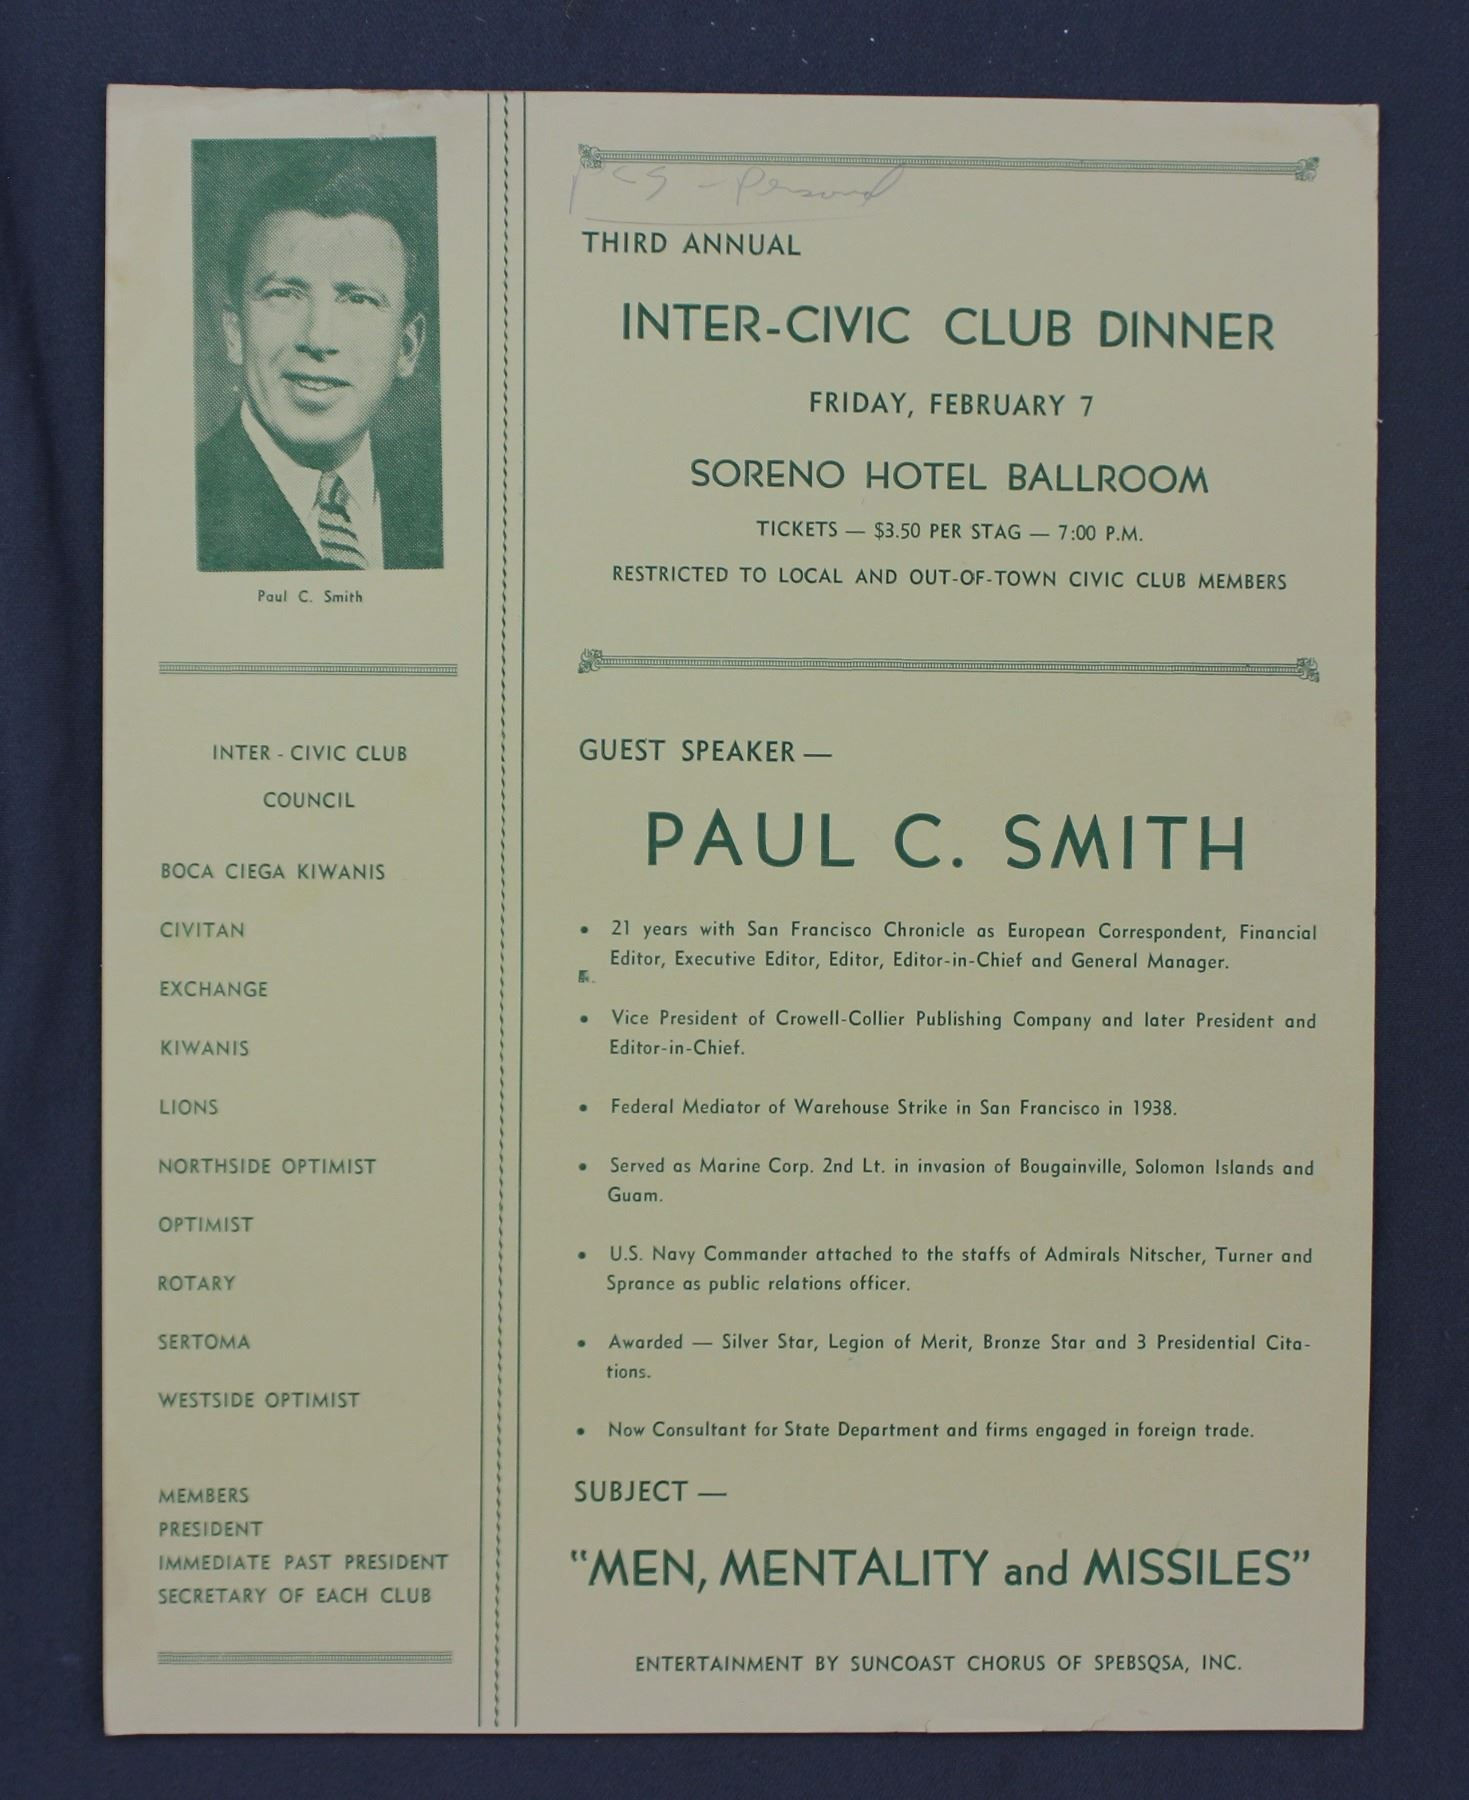 Paul C. Smith
INTER - CIVIC CLUB
COUNCIL
BOCA CIEGA KIWANIS
CIVITAN
EXCHANGE
KIWANIS
LIONS
NORTHSIDE OPTIMIST
OPTIMIST
ROTARY
SERTOMA
WESTSIDE OPTIMIST
MEMBERS
PRESIDENT
IMMEDIATE PAST PRESIDENT
SECRETARY OF EACH CLUB
PCS - Personal
THIRD ANNUAL
INTER-CIVIC CLUB DINNER
FRIDAY, FEBRUARY 7
SORENO HOTEL BALLROOM
TICKETS — $3.50 PER STAG — 7:00 P.M.
RESTRICTED TO LOCAL AND OUT-OF-TOWN CIVIC CLUB MEMBERS
GUEST SPEAKER —
PAUL C. SMITH
• 21 years with San Francisco Chronicle as European Correspondent, Financial
Editor, Executive Editor, Editor, Editor-in-Chief and General Manager.
• Vice President of Crowell-Collier Publishing Company and later President and
Editor-in-Chief.
• Federal Mediator of Warehouse Strike in San Francisco in 1938.
• Served as Marine Corp. 2nd Lt. in invasion of Bougainville, Solomon Islands and
Guam.
• U.S. Navy Commander attached to the staffs of Admirals Nitscher, Turner and
Sprance as public relations officer.
• Awarded — Silver Star, Legion of Merit, Bronze Star and 3 Presidential Cita-
tions.
• Now Consultant for State Department and firms engaged in foreign trade.
SUBJECT —
"MEN, MENTALITY and MISSILES"
ENTERTAINMENT BY SUNCOAST CHORUS OF SPEBSQSA, INC.